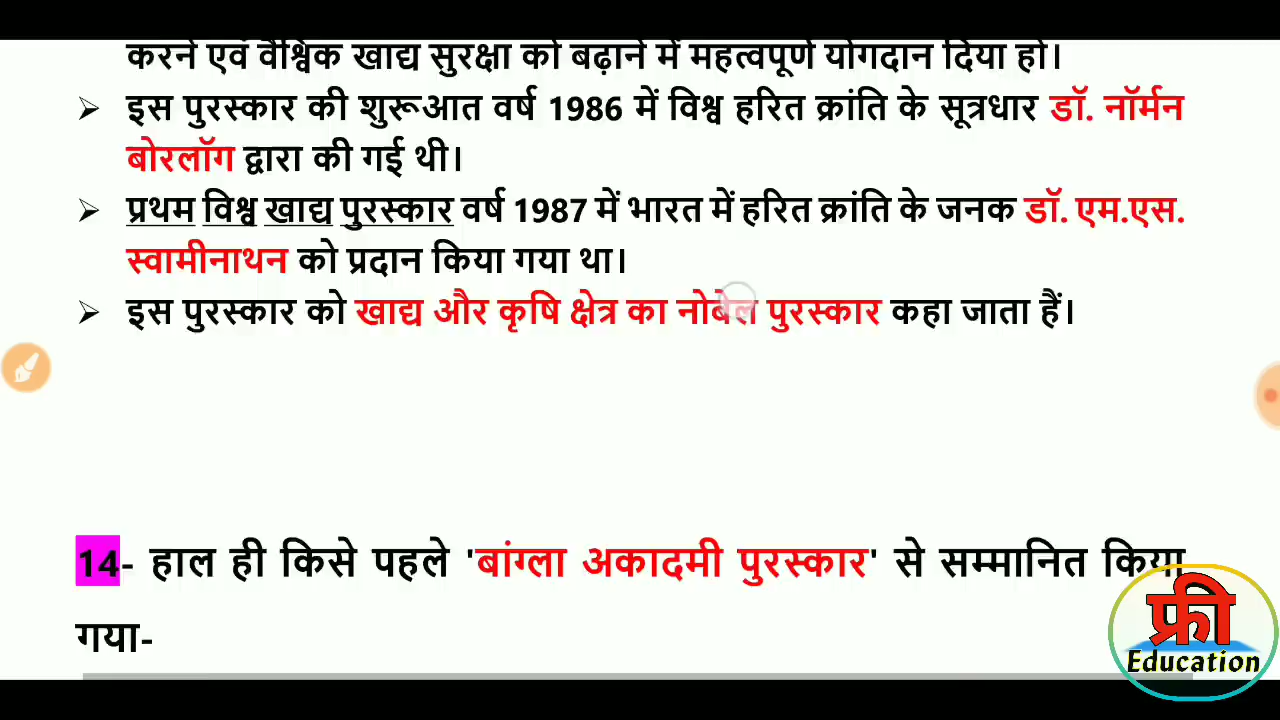 करने एवं वैश्विक खाद्य सुरक्षा को बढ़ाने में महत्वपूर्ण योगदान दिया हो।
➢ इस पुरस्कार की शुरूआत वर्ष 1986 में विश्व हरित क्रांति के सूत्रधार डॉ. नॉर्मन
बोरलॉग द्वारा की गई थी।
➢ प्रथम विश्व खाद्य पुरस्कार वर्ष 1987 में भारत में हरित क्रांति के जनक डॉ. एम.एस.
स्वामीनाथन को प्रदान किया गया था।
➢ इस पुरस्कार को खाद्य और कृषि क्षेत्र का नोबेल पुरस्कार कहा जाता हैं।
14- हाल ही किसे पहले 'बांग्ला अकादमी पुरस्कार' से सम्मानित किया
गया-
फ्री
Education